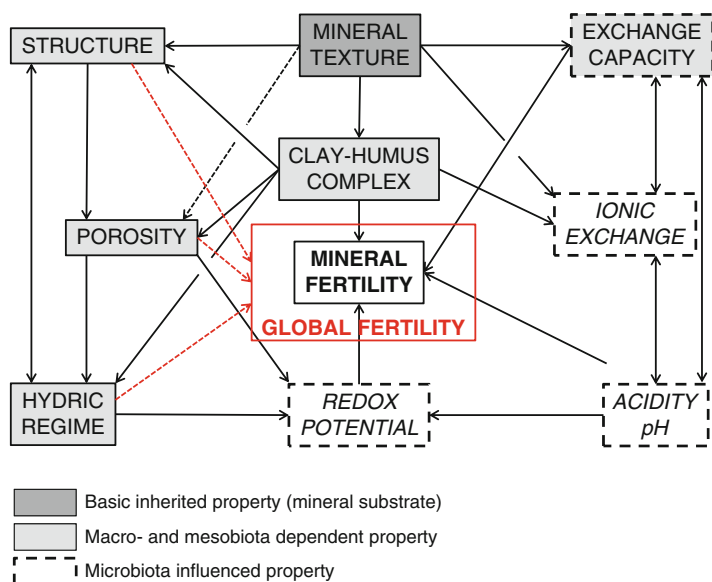 STRUCTURE
MINERAL
TEXTURE
EXCHANGE
CAPACITY
CLAY-HUMUS
COMPLEX
IONIC
EXCHANGE
POROSITY
MINERAL
FERTILITY
GLOBAL FERTILITY
HYDRIC
REGIME
REDOX
POTENTIAL
ACIDITY
pH
Basic inherited property (mineral substrate)
Macro- and mesobiota dependent property
Microbiota influenced property